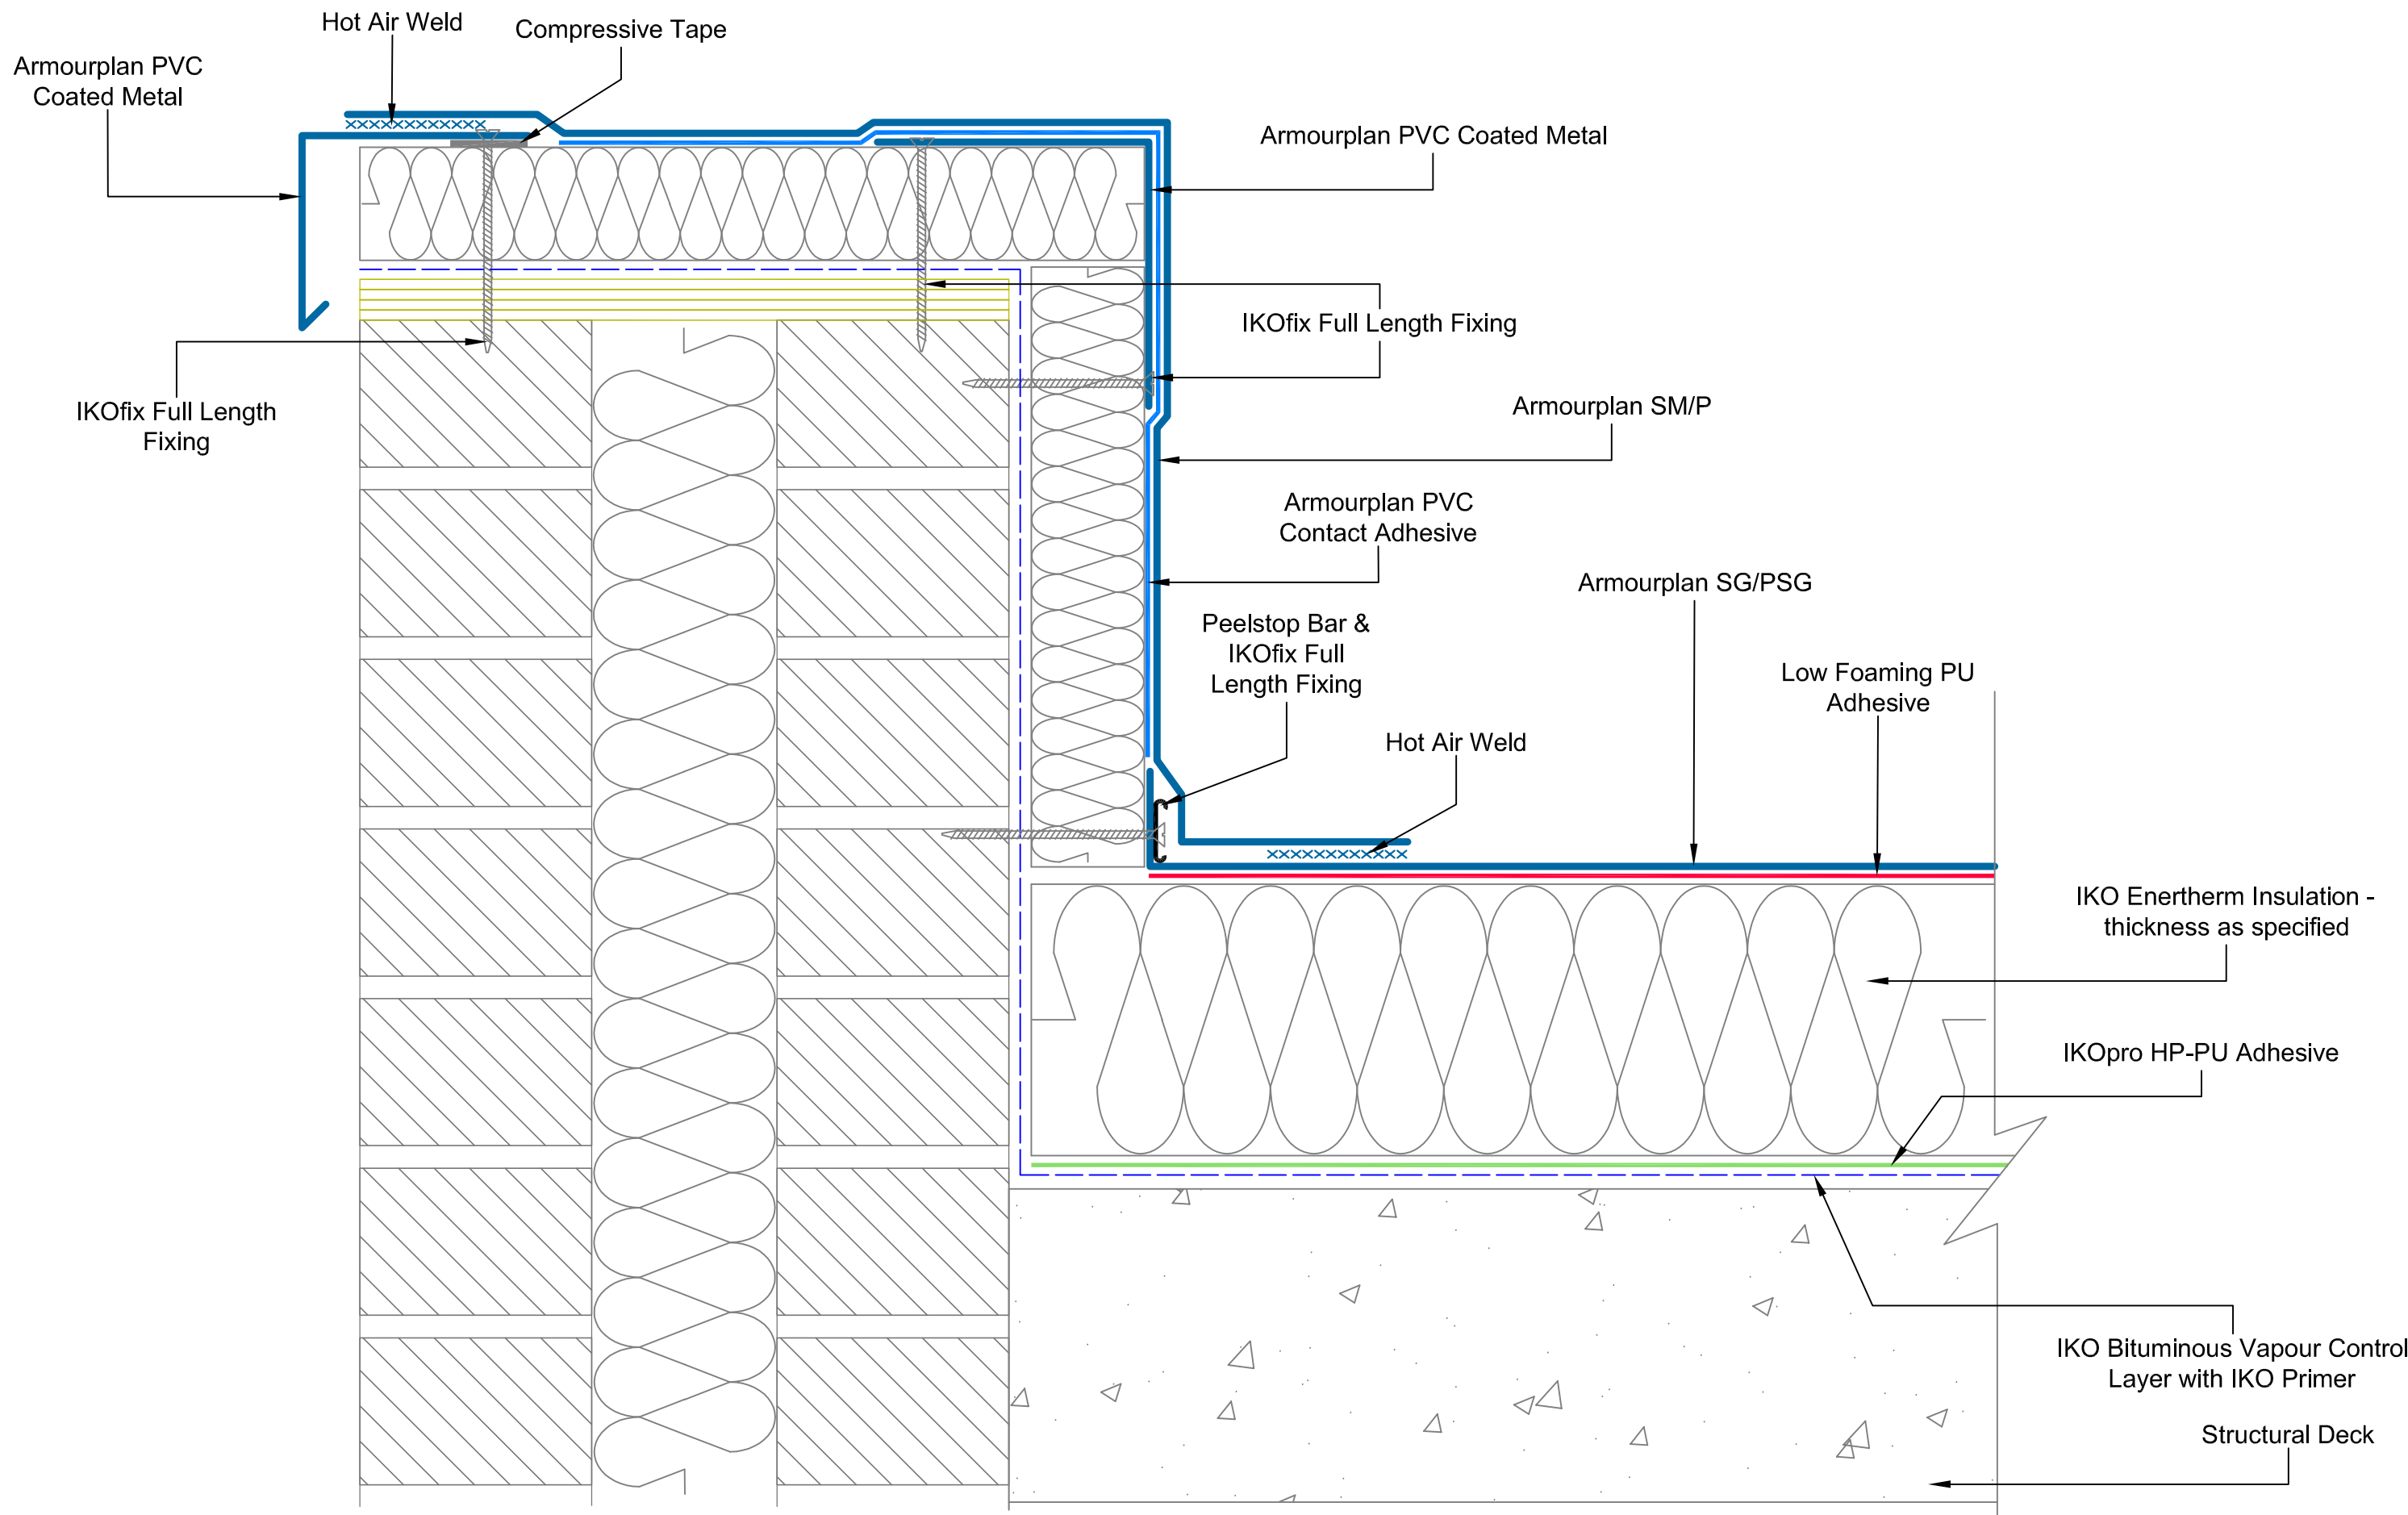 Hot Air Weld
Compressive Tape
Armourplan PVC
Coated Metal
Armourplan PVC Coated Metal
IKOfix Full Length Fixing
IKOfix Full Length
Fixing
Armourplan SM/P
Armourplan PVC
Contact Adhesive
Armourplan SG/PSG
Peelstop Bar &
IKOfix Full
Length Fixing
Low Foaming PU
Adhesive
Hot Air Weld
IKO Enertherm Insulation -
thickness as specified
IKOpro HP-PU Adhesive
IKO Bituminous Vapour Control
Layer with IKO Primer
Structural Deck